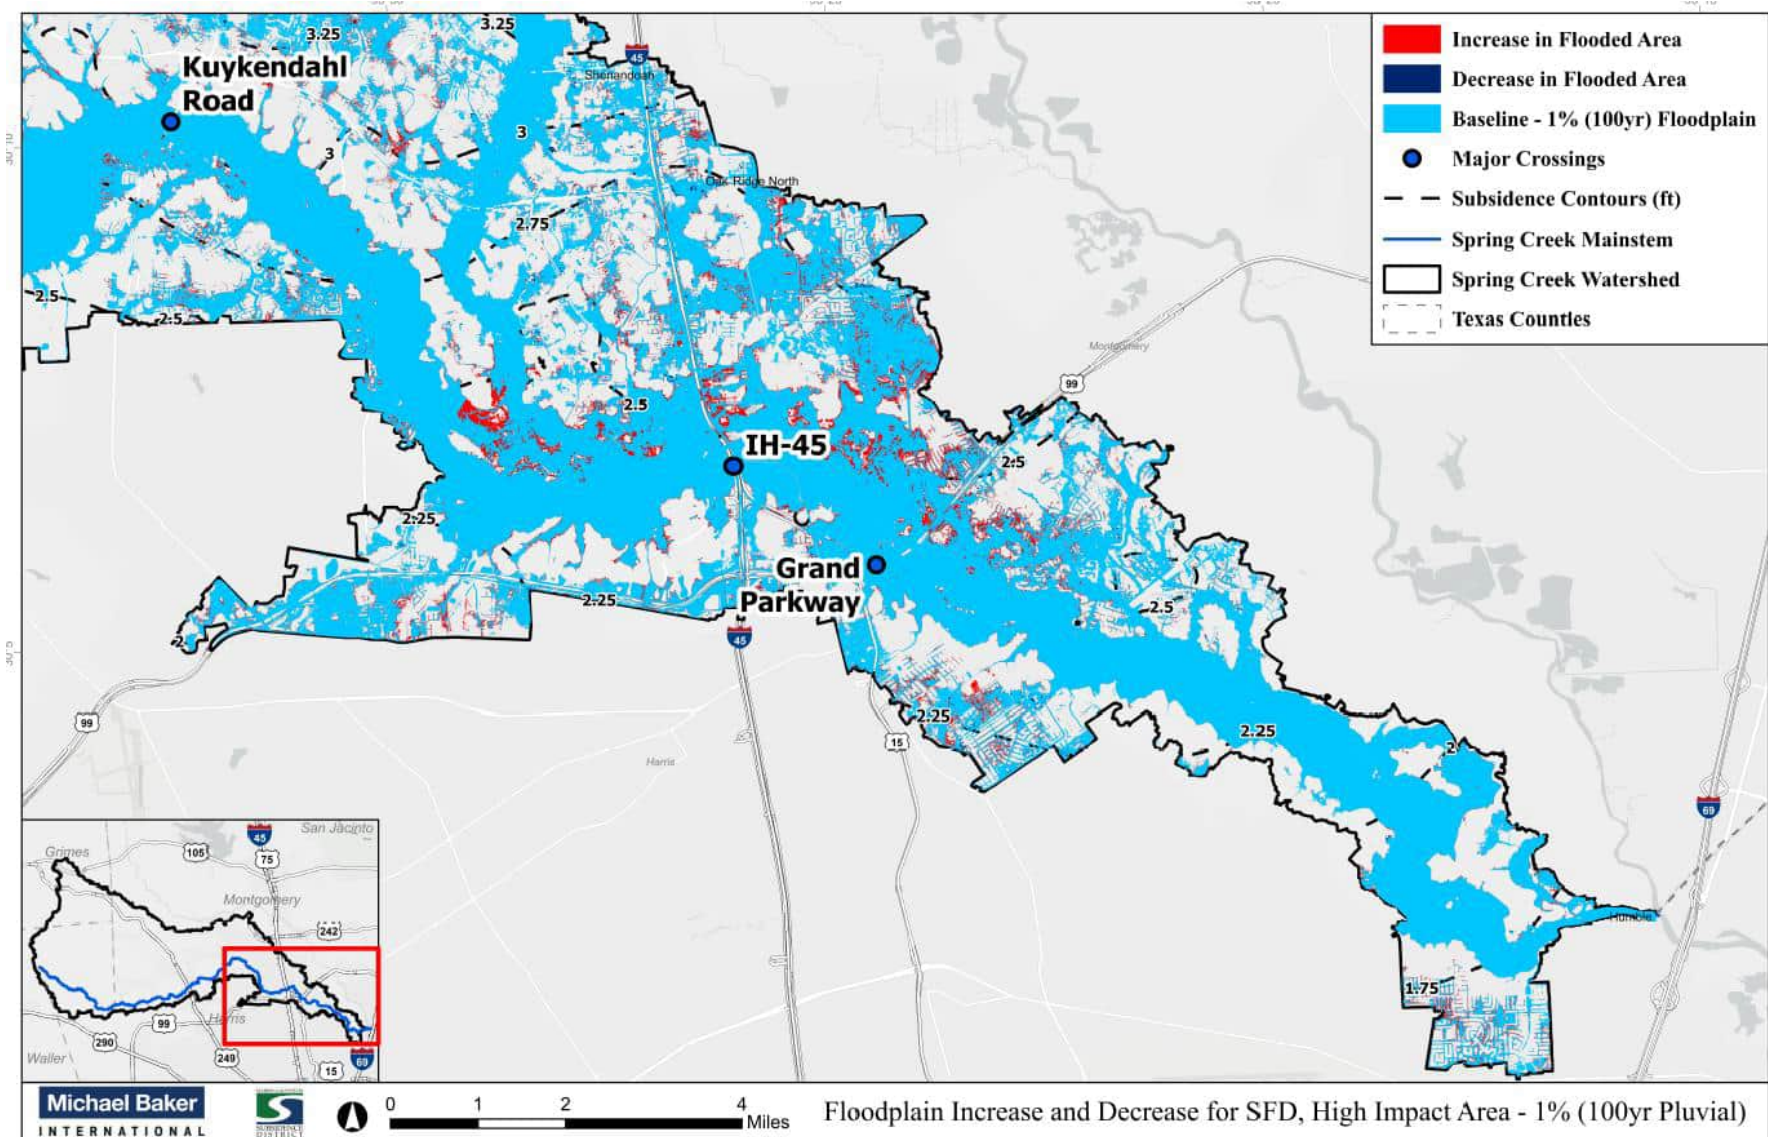 3.25
3.25
45
Shenandoah
Kuykendahl
Road
3
3
Oak Ridge North
2.75
2.5
2.5
2.5
Montgomery
99
IH-45
2.5
2.25
Grand
Parkway
2.25
2.5
2
45
99
2.25
15
Harris
2.25
2
69
Humble
1.75
Increase in Flooded Area
Decrease in Flooded Area
Baseline - 1% (100yr) Floodplain
Major Crossings
Subsidence Contours (ft)
Spring Creek Mainstem
Spring Creek Watershed
Texas Counties
San Jacinto
45
Grimes
105
75
Montgomery
242
99
Harris
290
249
Waller
15
69
Michael Baker
INTERNATIONAL
SUBSIDENCE
DISTRICT
0 1 2 4
Miles
Floodplain Increase and Decrease for SFD, High Impact Area - 1% (100yr Pluvial)